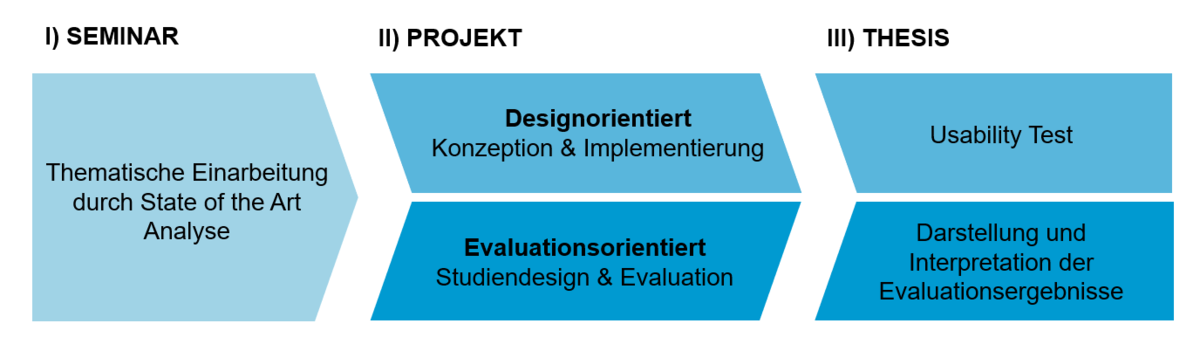 I) SEMINAR
Thematische Einarbeitung
durch State of the Art
Analyse
II) PROJEKT
Designorientiert
Konzeption & Implementierung
Evaluationsorientiert
Studiendesign & Evaluation
III) THESIS
Usability Test
Darstellung und
Interpretation der
Evaluationsergebnisse